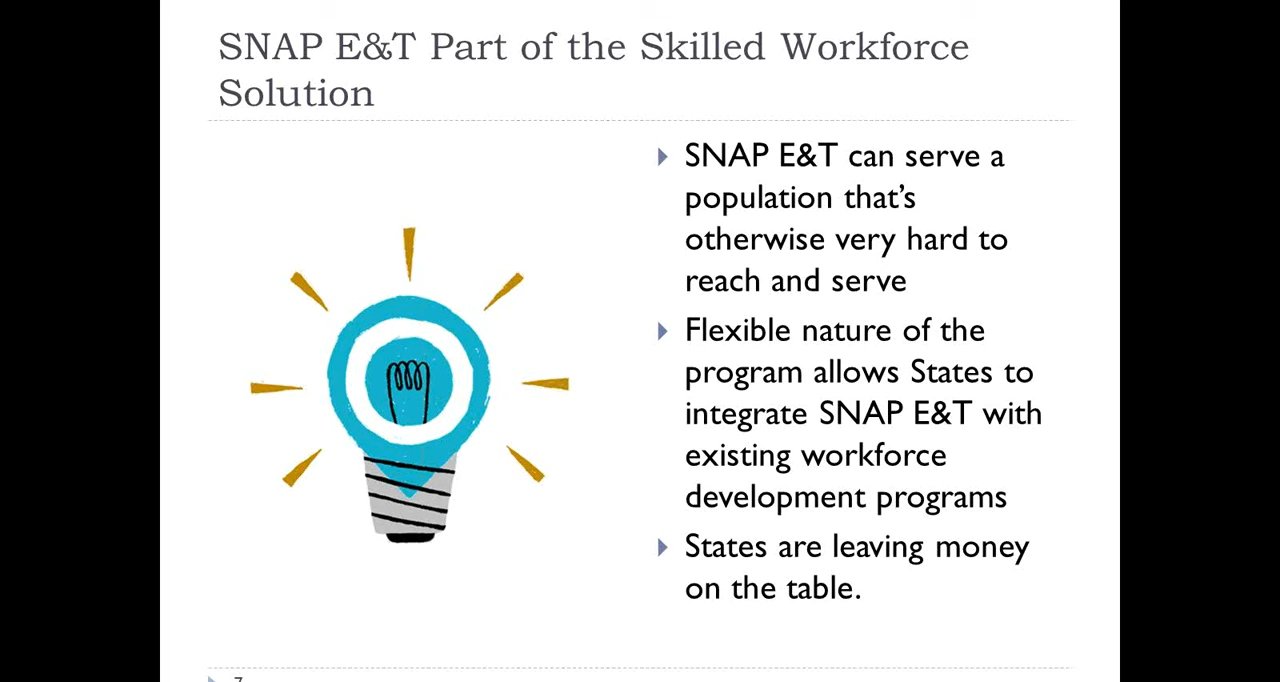 SNAP E&T Part of the Skilled Workforce
Solution
SNAP E&T can serve a
population that’s
otherwise very hard to
reach and serve
Flexible nature of the
program allows States to
integrate SNAP E&T with
existing workforce
development programs
States are leaving money
on the table.
7